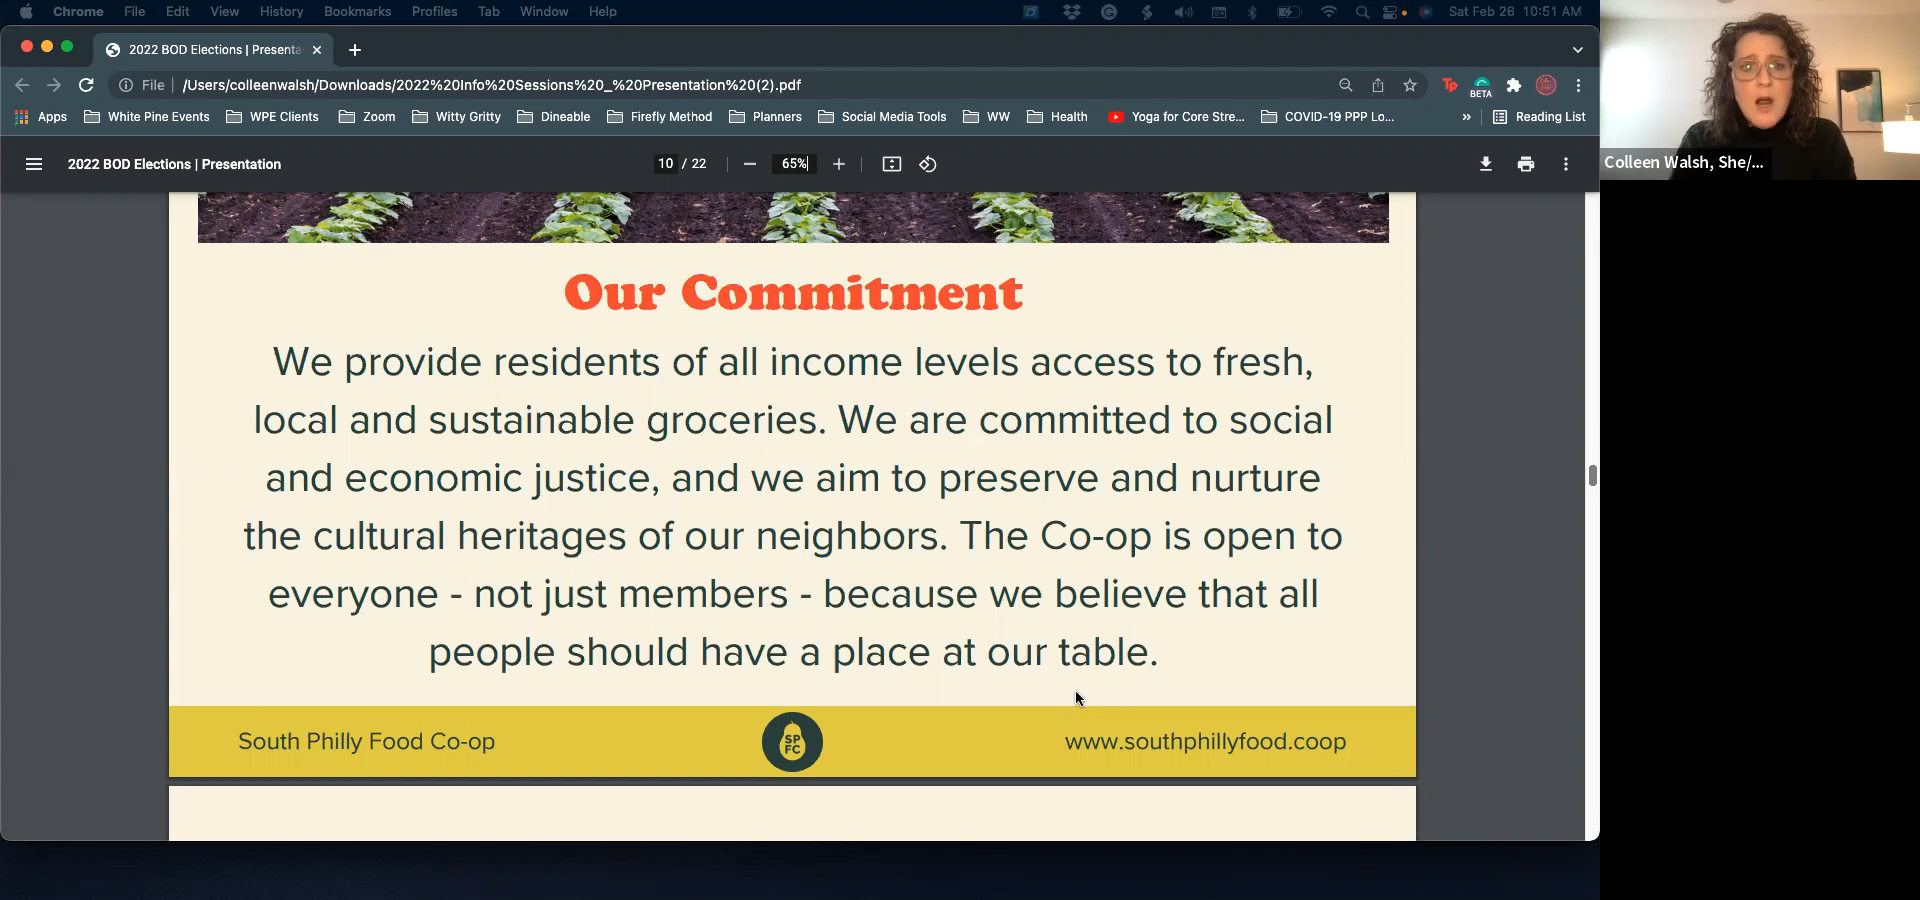 Chrome File Edit View History Bookmarks Profiles Tab Window Help Sat Feb 26 10:51 AM
2022 BOD Elections | Presenta
File /Users/colleenwalsh/Downloads/2022%20Info%20Sessions%20_%20Presentation%20(2).pdf
BETA
Apps White Pine Events WPE Clients Zoom Witty Gritty Dineable Firefly Method Planners Social Media Tools WW Health Yoga for Core Stre... COVID-19 PPP Lo... » Reading List
2022 BOD Elections | Presentation 10 / 22 65%
Colleen Walsh, She/...
Our Commitment
We provide residents of all income levels access to fresh,
local and sustainable groceries. We are committed to social
and economic justice, and we aim to preserve and nurture
the cultural heritages of our neighbors. The Co-op is open to
everyone - not just members - because we believe that all
people should have a place at our table.
South Philly Food Co-op SP FC www.southphillyfood.coop